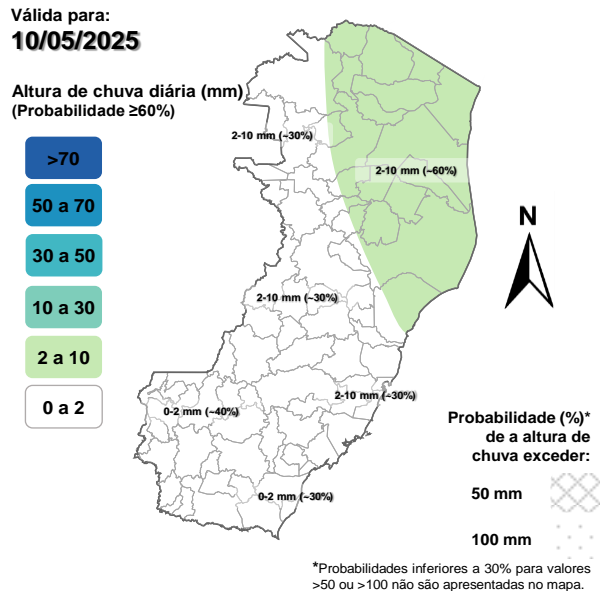 Válida para:
10/05/2025
Altura de chuva diária (mm)
(Probabilidade ≥60%)
>70
50 a 70
30 a 50
10 a 30
2 a 10
0 a 2
2-10 mm (~30%)
2-10 mm (~60%)
2-10 mm (~30%)
2-10 mm (~30%)
0-2 mm (~40%)
0-2 mm (~30%)
N
Probabilidade (%)*
de a altura de
chuva exceder:
50 mm
100 mm
*Probabilidades inferiores a 30% para valores
>50 ou >100 não são apresentadas no mapa.